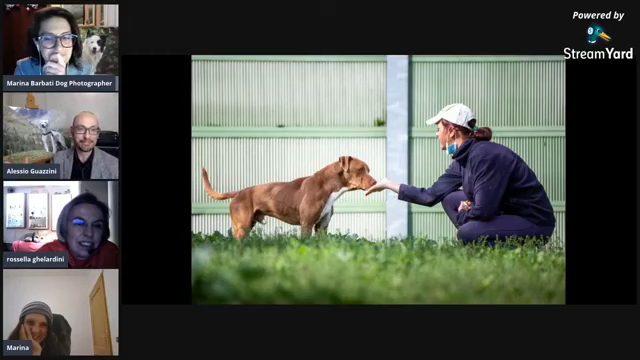 Powered by
StreamYard
Marina Barbati Dog Photographer
Alessio Guazzini
rossella ghelardini
Marina